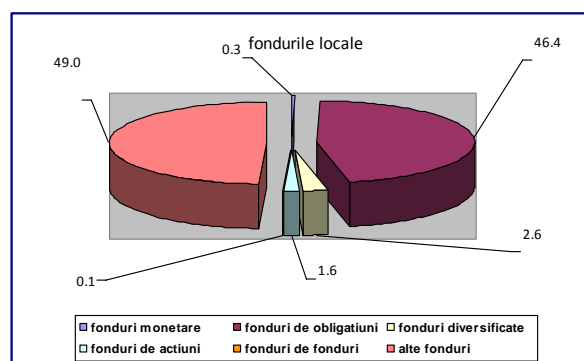 fondurile locale
0.3
46.4
49.0
2.6
0.1
1.6
fonduri monetare fonduri de obligatiuni fonduri diversificate
fonduri de actiuni fonduri de fonduri alte fonduri